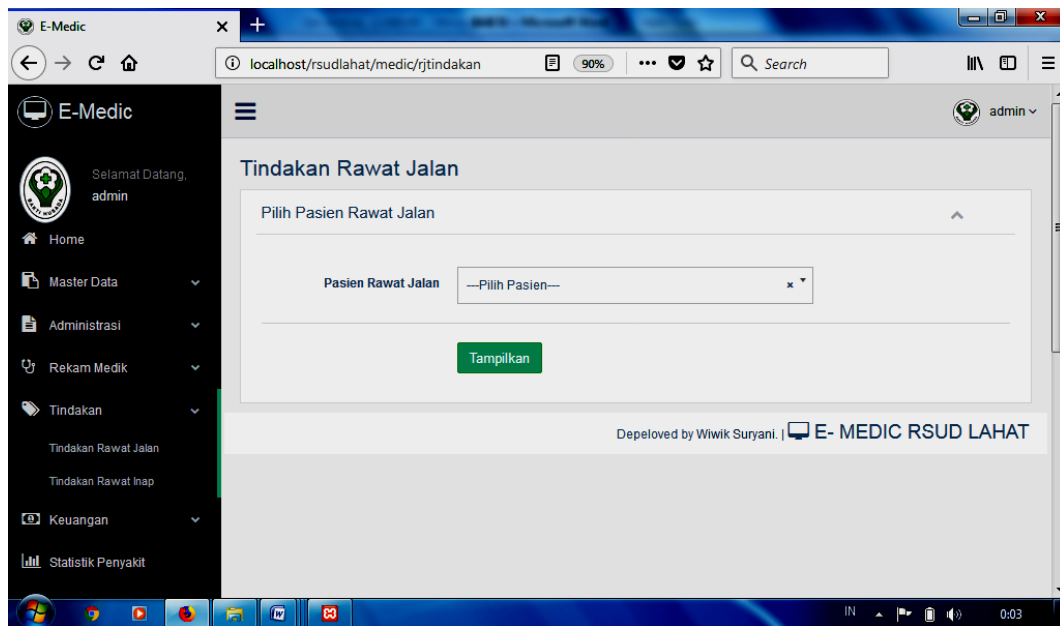 E-Medic
localhost/rsudlahat/medic/rjtindakan
90%
Search
E-Medic
admin
Selamat Datang,
admin
BAKTI HUSADA
Home
Master Data
Administrasi
Rekam Medik
Tindakan
Tindakan Rawat Jalan
Tindakan Rawat Inap
Keuangan
Statistik Penyakit
Tindakan Rawat Jalan
Pilih Pasien Rawat Jalan
Pasien Rawat Jalan
---Pilih Pasien---
Tampilkan
Depeloved by Wiwik Suryani. | E- MEDIC RSUD LAHAT
IN
0:03